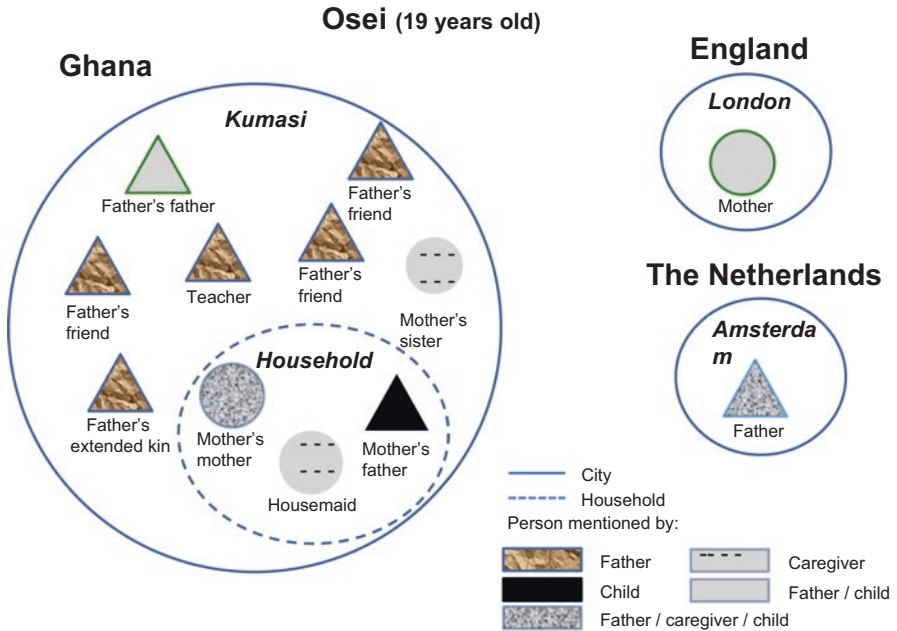 Osei (19 years old)
Ghana
England
Kumasi
London
Father's father
Father's
friend
Mother
Father's
friend
Teacher
Father's
friend
Mother's
sister
The Netherlands
Amsterda
m
Father
Household
Father's
extended kin
Mother's
mother
Mother's
father
Housemaid
City
Household
Person mentioned by:
Father
Caregiver
Child
Father / child
Father / caregiver / child